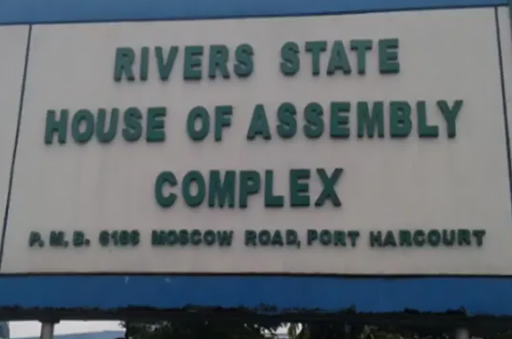 RIVERS STATE
HOUSE OF ASSEMBLY
COMPLEX
P. M. B. 6188 MOSCOW ROAD, PORT HARCOURT